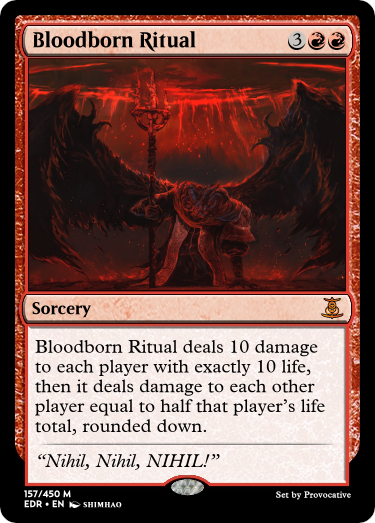 Bloodborn Ritual 3
Sorcery
Bloodborn Ritual deals 10 damage
to each player with exactly 10 life,
then it deals damage to each other
player equal to half that player's life
total, rounded down.
“Nihil, Nihil, NIHIL!”
157/450 M
EDR • EN SHIMHAO
Set by Provocative